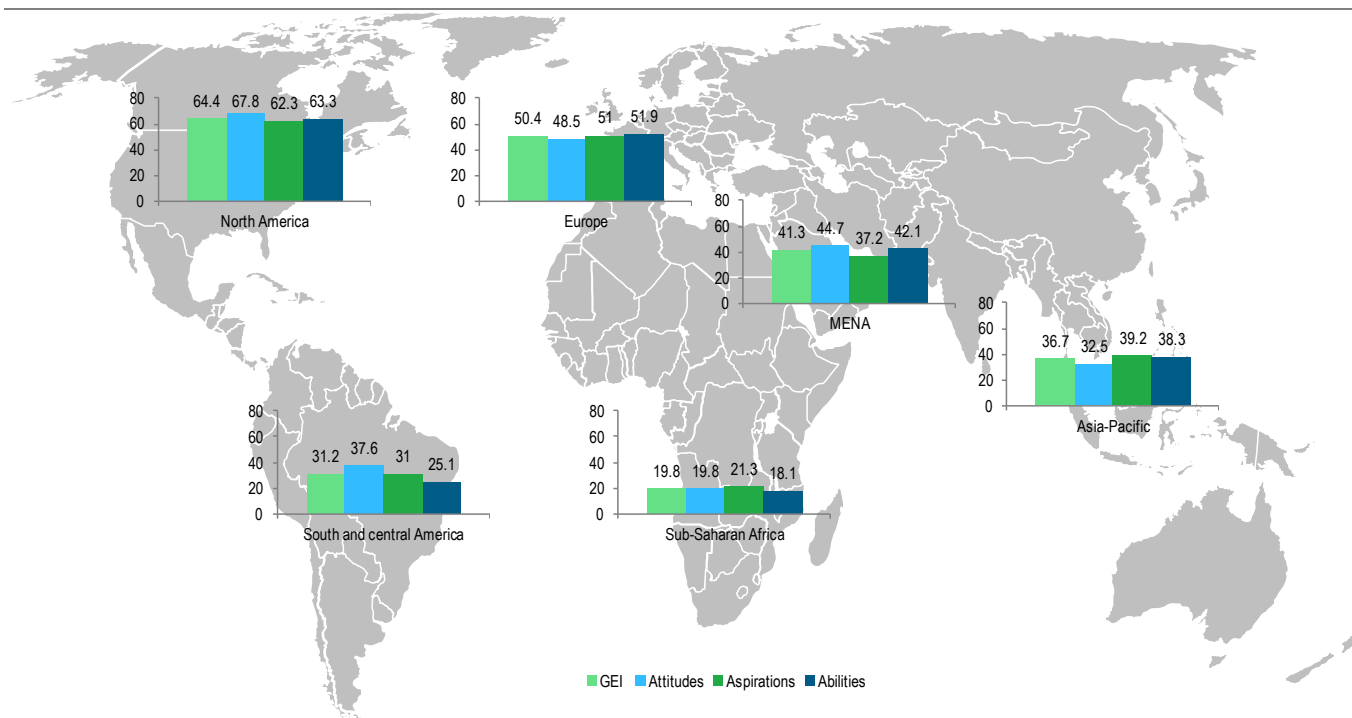 80
60
40
20
0
64.4 67.8 62.3 63.3
North America
80
60
40
20
0
50.4 48.5 51 51.9
Europe
80
60
40
20
0
41.3 44.7 37.2 42.1
MENA
80
60
40
20
0
36.7 32.5 39.2 38.3
Asia-Pacific
80
60
40
20
0
31.2 37.6 31 25.1
South and central America
80
60
40
20
0
19.8 19.8 21.3 18.1
Sub-Saharan Africa
GEI Attitudes Aspirations Abilities